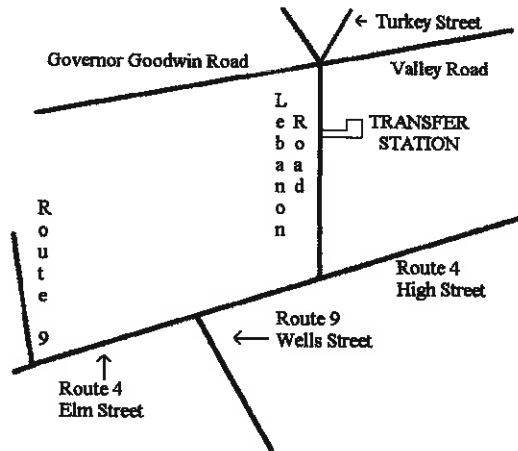 Turkey Street
Governor Goodwin Road
Valley Road
Lebanon
Road
TRANSFER
STATION
Route 9
Route 4
High Street
Route 9
Wells Street
Route 4
Elm Street